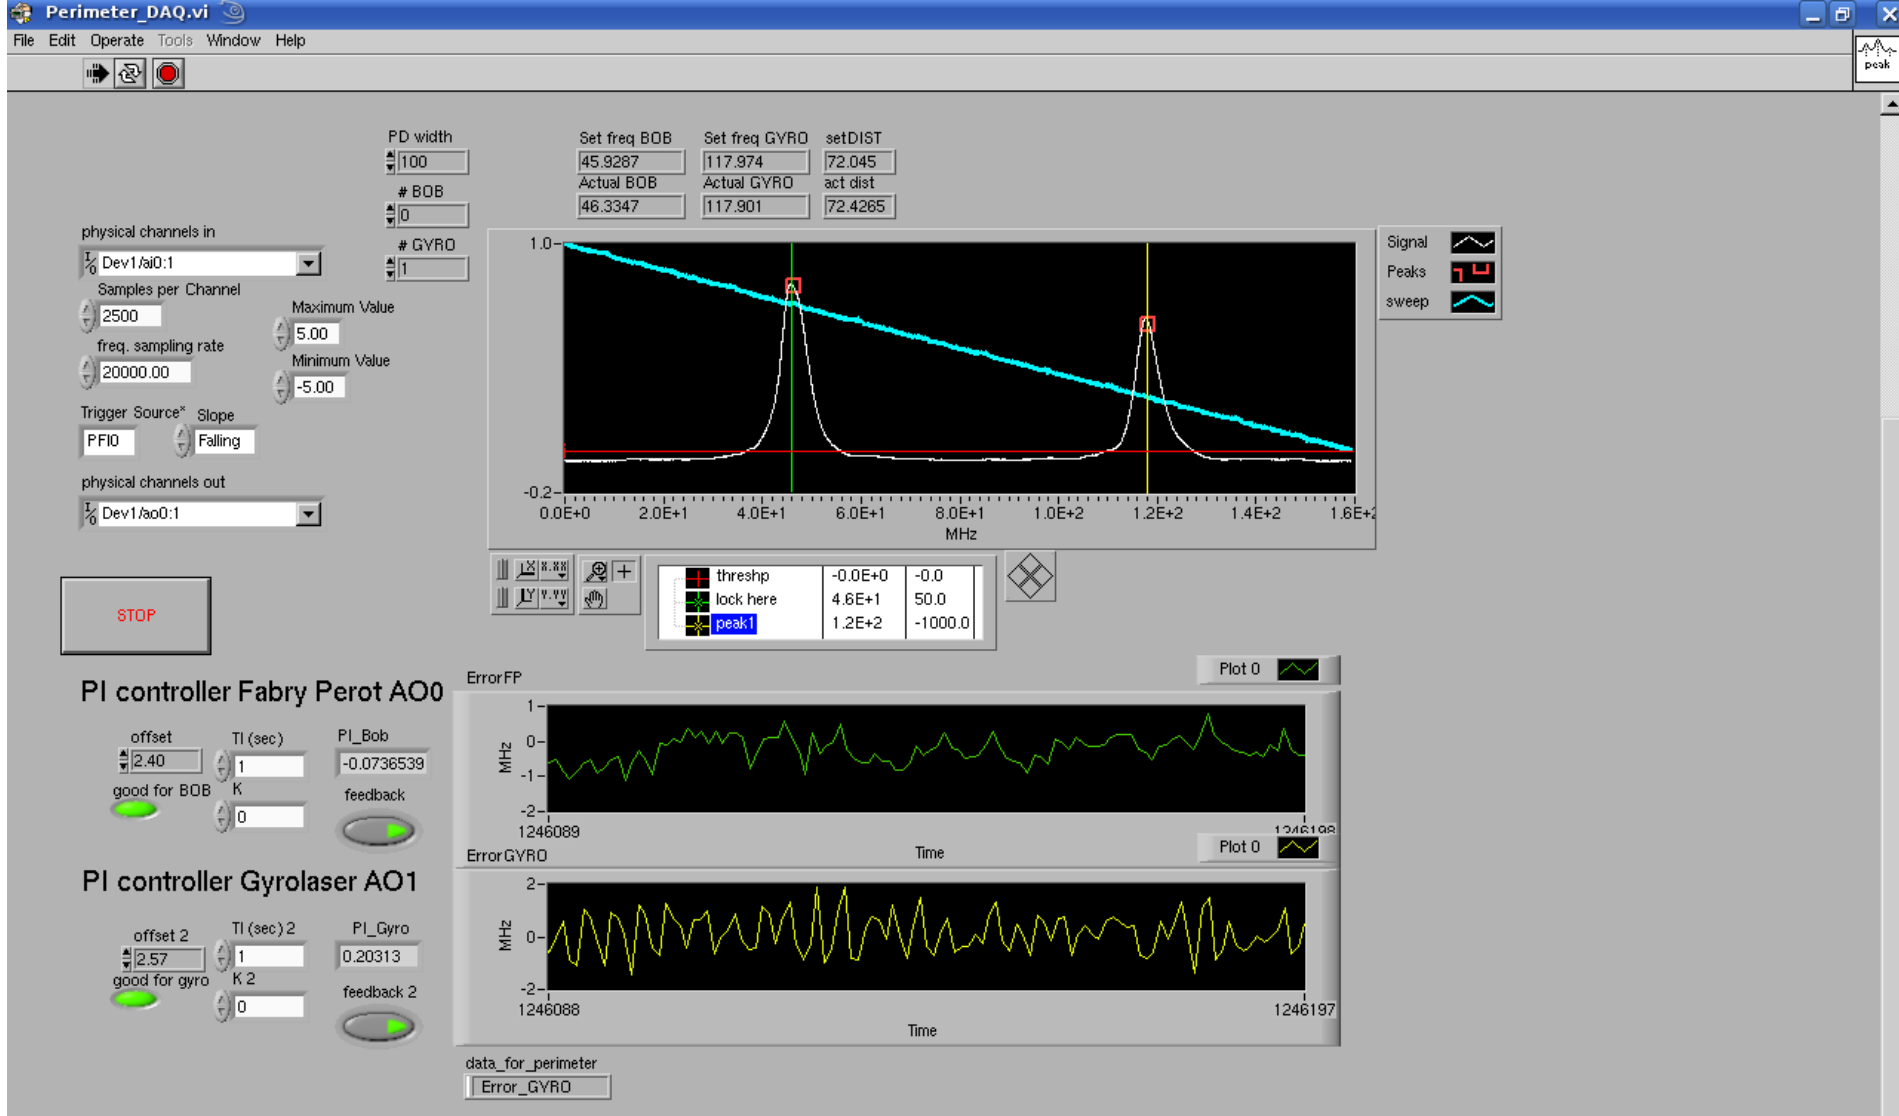 Perimeter_DAQ.vi
File Edit Operate Tools Window Help
peak
PD width
100
# BOB
0
# GYRO
1
Set freq BOB Set freq GYRO setDIST
45.9287 117.974 72.045
Actual BOB Actual GYRO act dist
46.3347 117.901 72.4265
physical channels in
Dev1/ai0:1
Samples per Channel
2500
freq. sampling rate
20000.00
Maximum Value
5.00
Minimum Value
-5.00
Trigger Source* Slope
PFI0 Falling
physical channels out
Dev1/ao0:1
STOP
1.0
-0.2
0.0E+0 2.0E+1 4.0E+1 6.0E+1 8.0E+1 1.0E+2 1.2E+2 1.4E+2 1.6E+2
MHz
Signal
Peaks
sweep
threshp -0.0E+0 -0.0
lock here 4.6E+1 50.0
peak1 1.2E+2 -1000.0
PI controller Fabry Perot AO0
offset TI (sec) PI_Bob
2.40 1 -0.0736539
good for BOB K feedback
0
ErrorFP
Plot 0
1
0
-1
-2
MHz
1246089 1246198
Time
PI controller Gyrolaser AO1
offset 2 TI (sec) 2 PI_Gyro
2.57 1 0.20313
good for gyro K 2 feedback 2
0
ErrorGYRO
Plot 0
2
0
-2
MHz
1246088 1246197
Time
data_for_perimeter
Error_GYRO